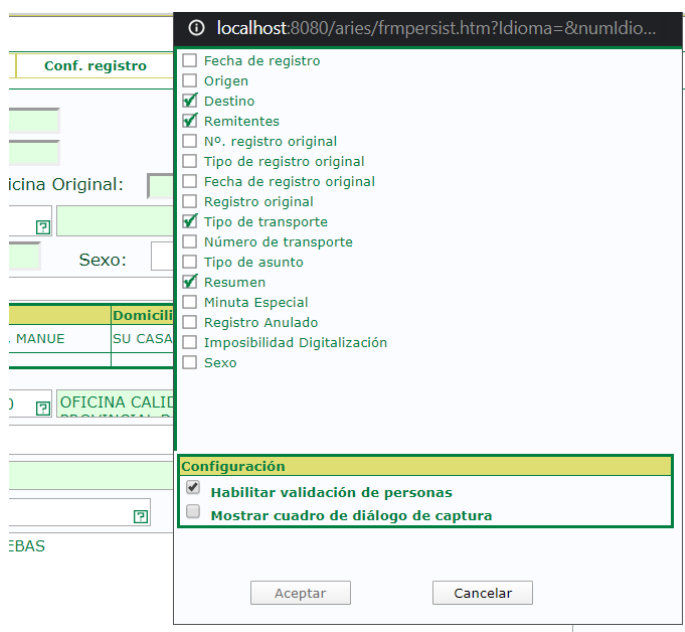 localhost:8080/aries/frmpersist.htm?Idioma=&numIdio...
Conf. registro
Fecha de registro
Origen
Destino
Remitentes
Nº. registro original
Tipo de registro original
Fecha de registro original
Registro original
Tipo de transporte
Número de transporte
Tipo de asunto
Resumen
Minuta Especial
Registro Anulado
Imposibilidad Digitalización
Sexo
icina Original:
Sexo:
Domicili
MANUE
SU CASA
OFICINA CALID
EBAS
Configuración
Habilitar validación de personas
Mostrar cuadro de diálogo de captura
Aceptar
Cancelar